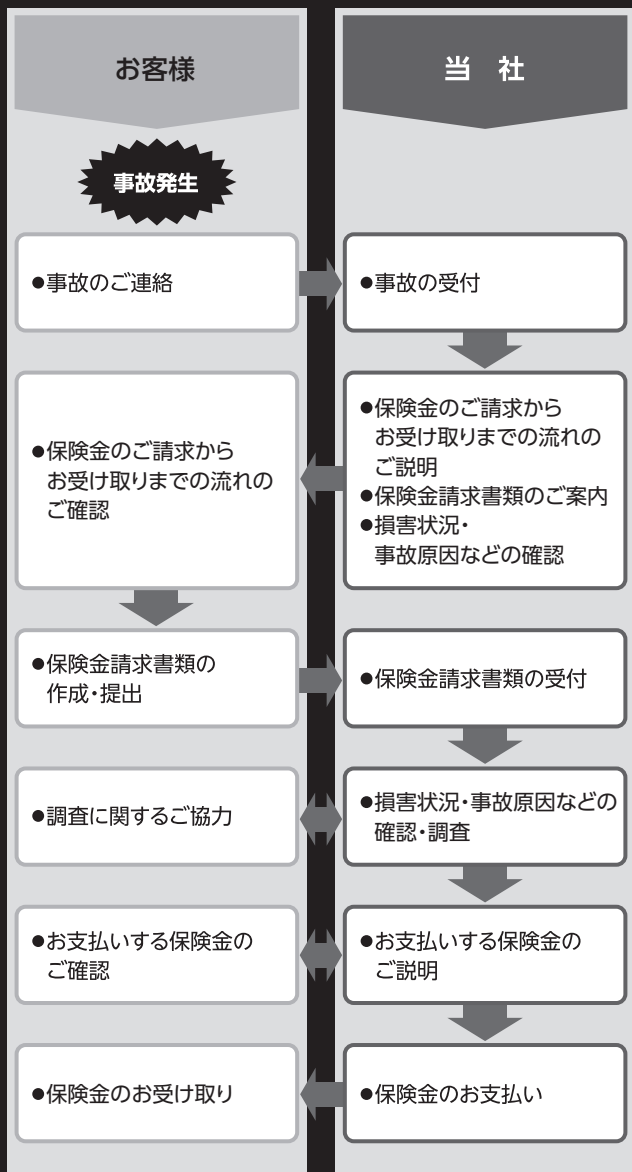 お客様
当 社
事故発生
●事故のご連絡
●事故の受付
●保険金のご請求から
お受け取りまでの流れの
ご説明
●保険金請求書類のご案内
●損害状況・
事故原因などの確認
●保険金のご請求から
お受け取りまでの流れの
ご確認
●保険金請求書類の
作成・提出
●保険金請求書類の受付
●調査に関するご協力
●損害状況・事故原因などの
確認・調査
●お支払いする保険金の
ご確認
●お支払いする保険金の
ご説明
●保険金のお受け取り
●保険金のお支払い